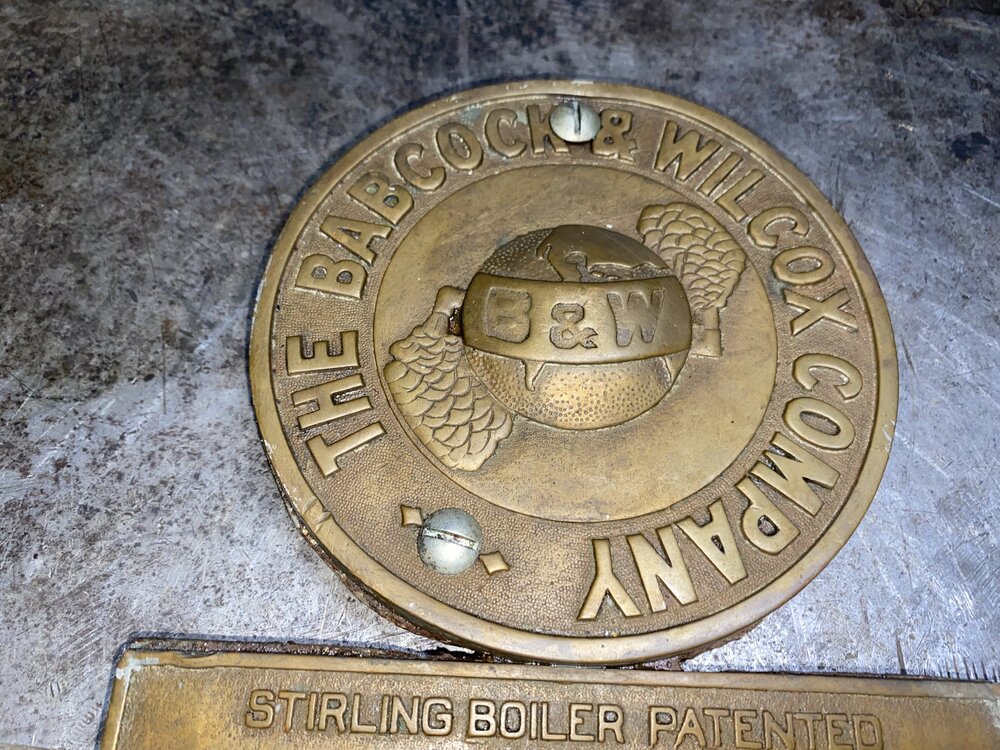 THE BABCOCK & WILCOX COMPANY
B & W
STIRLING BOILER PATENTED